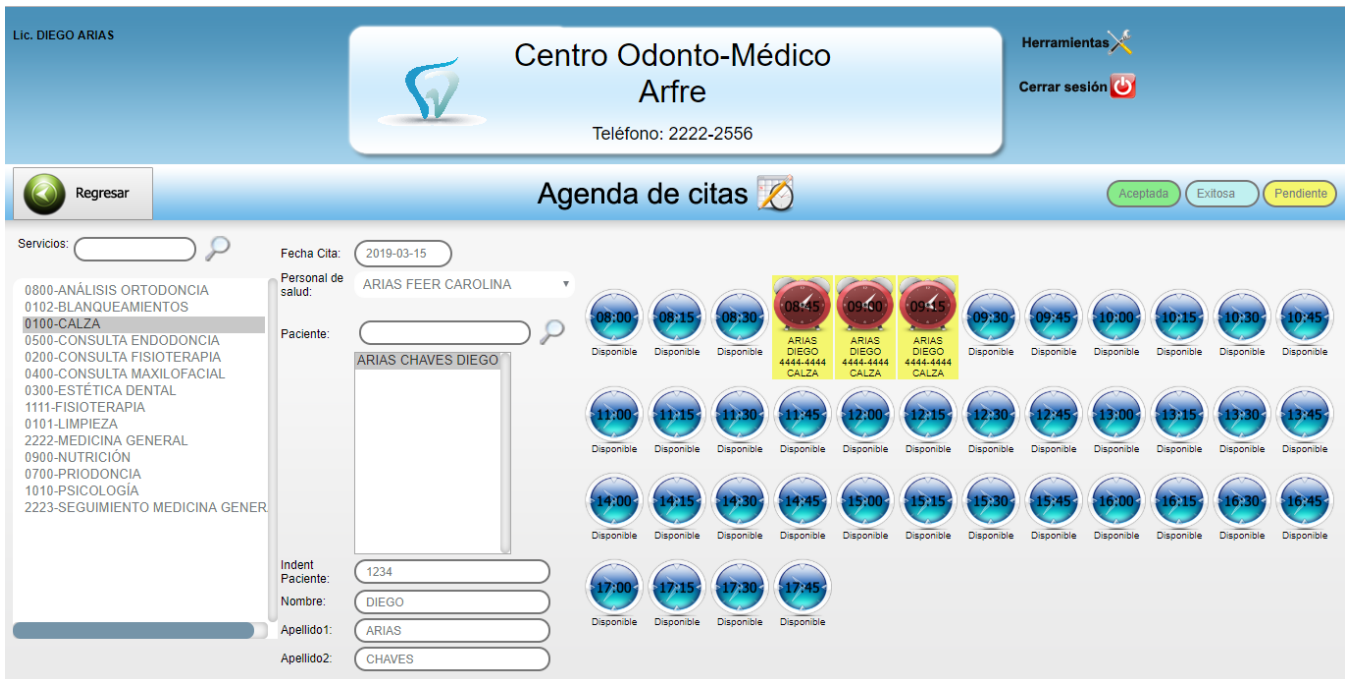 Lic. DIEGO ARIAS
Centro Odonto-Médico
Arfre
Teléfono: 2222-2556
Herramientas
Cerrar sesión
Regresar
Agenda de citas
Aceptada Exitosa Pendiente
Servicios:
0800-ANÁLISIS ORTODONCIA
0102-BLANQUEAMIENTOS
0100-CALZA
0500-CONSULTA ENDODONCIA
0200-CONSULTA FISIOTERAPIA
0400-CONSULTA MAXILOFACIAL
0300-ESTÉTICA DENTAL
1111-FISIOTERAPIA
0101-LIMPIEZA
2222-MEDICINA GENERAL
0900-NUTRICIÓN
0700-PRIODONCIA
1010-PSICOLOGÍA
2223-SEGUIMIENTO MEDICINA GENER
Fecha Cita: 2019-03-15
Personal de
salud: ARIAS FEER CAROLINA
Paciente:
ARIAS CHAVES DIEGO
Indent
Paciente: 1234
Nombre: DIEGO
Apellido1: ARIAS
Apellido2: CHAVES
08:00 08:15 08:30 08:45 09:00 09:15 09:30 09:45 10:00 10:15 10:30 10:45
Disponible Disponible Disponible ARIAS ARIAS ARIAS Disponible Disponible Disponible Disponible Disponible Disponible
DIEGO DIEGO DIEGO
4444-4444 4444-4444 4444-4444
CALZA CALZA CALZA
11:00 11:15 11:30 11:45 12:00 12:15 12:30 12:45 13:00 13:15 13:30 13:45
Disponible Disponible Disponible Disponible Disponible Disponible Disponible Disponible Disponible Disponible Disponible Disponible
14:00 14:15 14:30 14:45 15:00 15:15 15:30 15:45 16:00 16:15 16:30 16:45
Disponible Disponible Disponible Disponible Disponible Disponible Disponible Disponible Disponible Disponible Disponible Disponible
17:00 17:15 17:30 17:45
Disponible Disponible Disponible Disponible